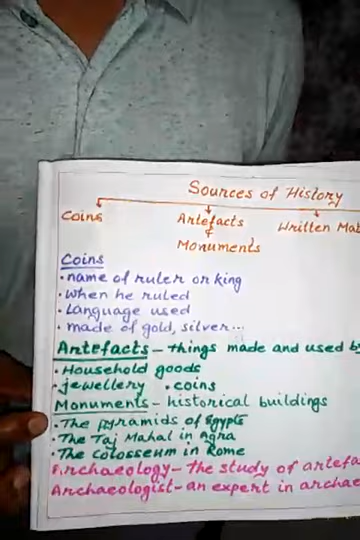 Sources of History
Coins Artefacts Written Mat
&
Monuments
Coins
• name of ruler or king
• when he ruled
• Language used
• made of gold, silver...
Artefacts - things made and used by
• Household goods
• jewellery • coins
Monuments - historical buildings
• The pyramids of Egypts
• The Taj Mahal in Agra
• The Colosseum in Rome
Archaeology - the study of artefa
Archaeologist - an expert in archae